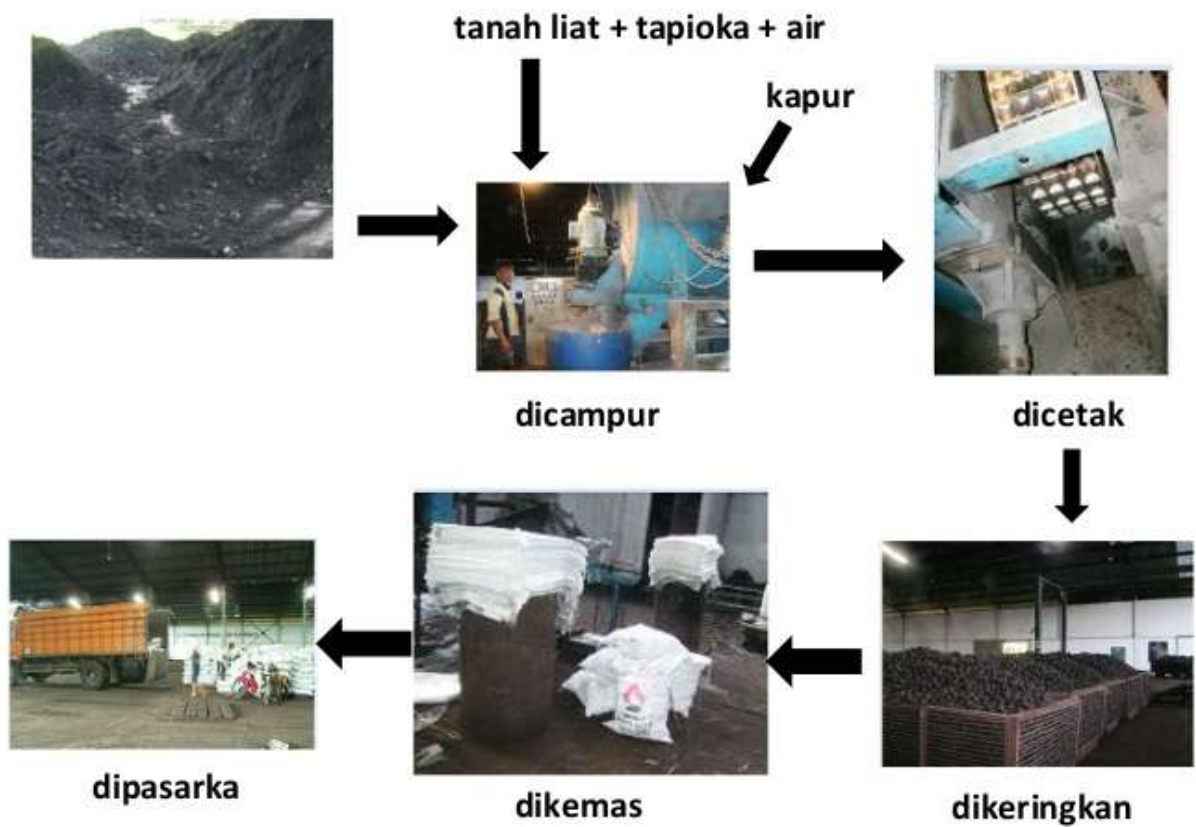 tanah liat + tapioka + air
kapur
dicampur
dicetak
dipasarka
dikemas
dikeringkan